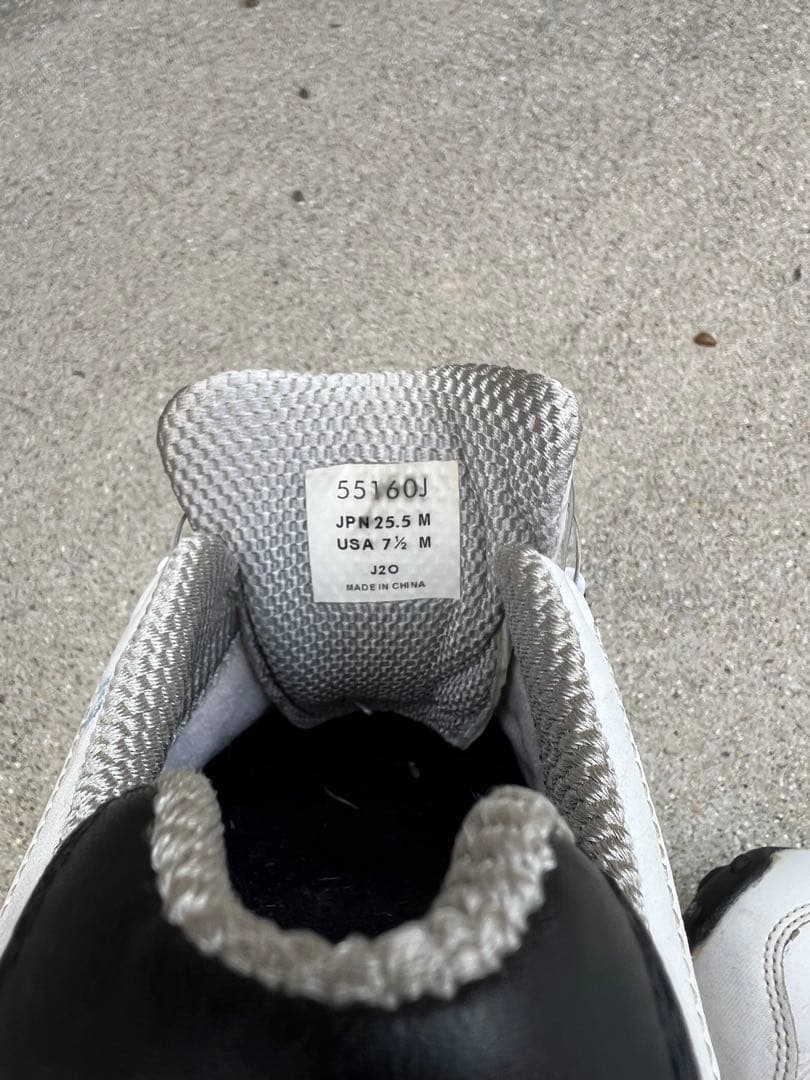 55160J
JPN 25.5 M
USA 7½ M
J2O
MADE IN CHINA